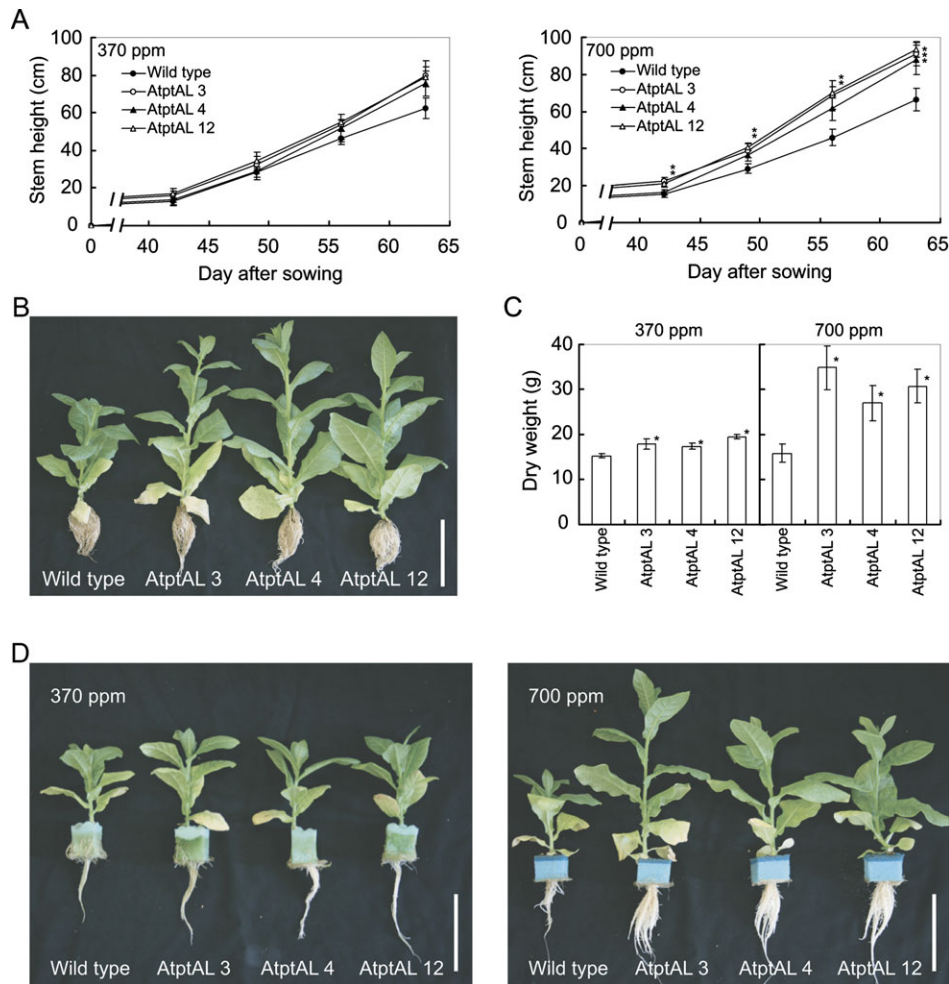 A
370 ppm
Wild type
AtptAL 3
AtptAL 4
AtptAL 12
Stem height (cm)
100
80
60
40
20
0
0 40 45 50 55 60 65
Day after sowing
700 ppm
Wild type
AtptAL 3
AtptAL 4
AtptAL 12
Stem height (cm)
100
80
60
40
20
0
** ** ** ***
0 40 45 50 55 60 65
Day after sowing
B
Wild type AtptAL 3 AtptAL 4 AtptAL 12
C
370 ppm 700 ppm
Dry weight (g)
40
30
20
10
0
* * * * * *
Wild type
AtptAL 3
AtptAL 4
AtptAL 12
Wild type
AtptAL 3
AtptAL 4
AtptAL 12
D
370 ppm
Wild type AtptAL 3 AtptAL 4 AtptAL 12
700 ppm
Wild type AtptAL 3 AtptAL 4 AtptAL 12